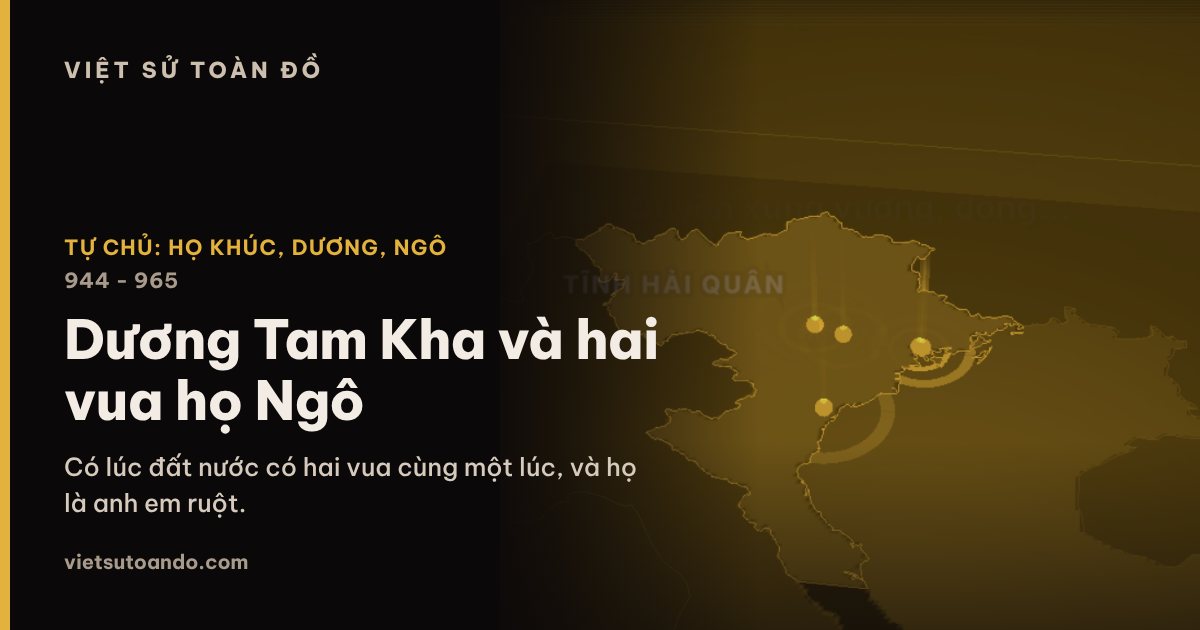 VIỆT SỬ TOÀN ĐỒ
TỰ CHỦ: HỌ KHÚC, DƯƠNG, NGÔ
944 - 965
TĨNH HẢI QUÂN
Dương Tam Kha và hai
vua họ Ngô
Có lúc đất nước có hai vua cùng một lúc, và họ
là anh em ruột.
vietsutoando.com